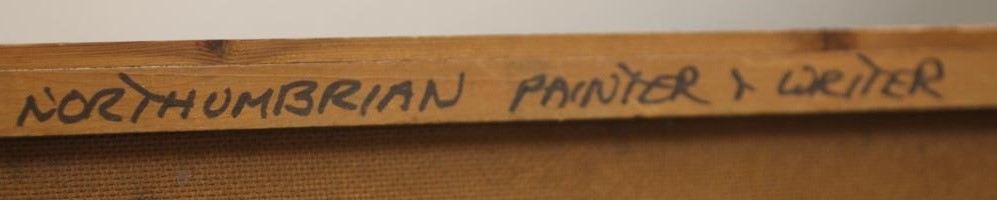 NORTHUMBRIAN PAINTER & WRITER